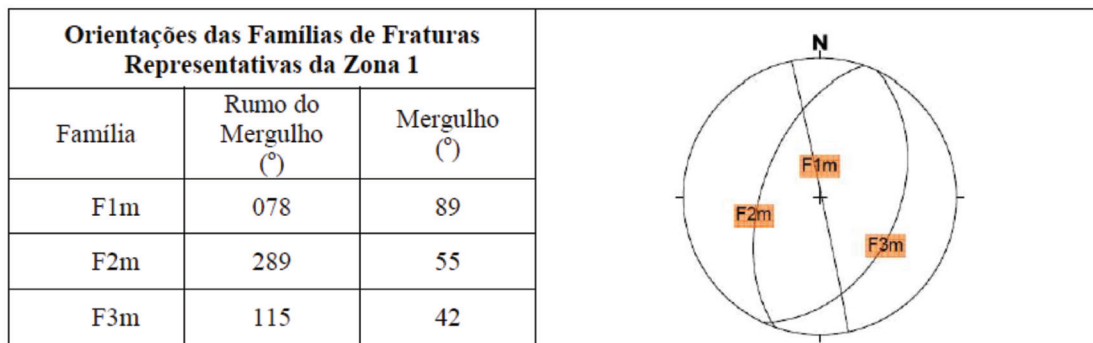 Orientações das Famílias de Fraturas
Representativas da Zona 1
Família
Rumo do
Mergulho
(º)
Mergulho
(º)
F1m
078
89
F2m
289
55
F3m
115
42
N
F1m
F2m
F3m